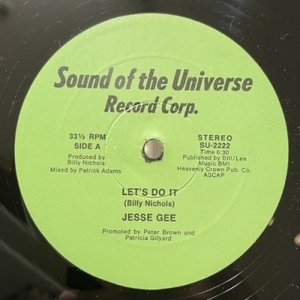 Sound of the Universe
Record Corp.
33⅓ RPM
SIDE A
STEREO
SU-2222
Time 6:30
Produced by
Billy Nichols
Mixed by Patrick Adams
Published by Bill/Lee
Music BMI
Heavenly Crown Pub. Co.
ASCAP
LET'S DO IT
(Billy Nichols)
JESSE GEE
Promoted by Peter Brown and
Patricia Gilyard